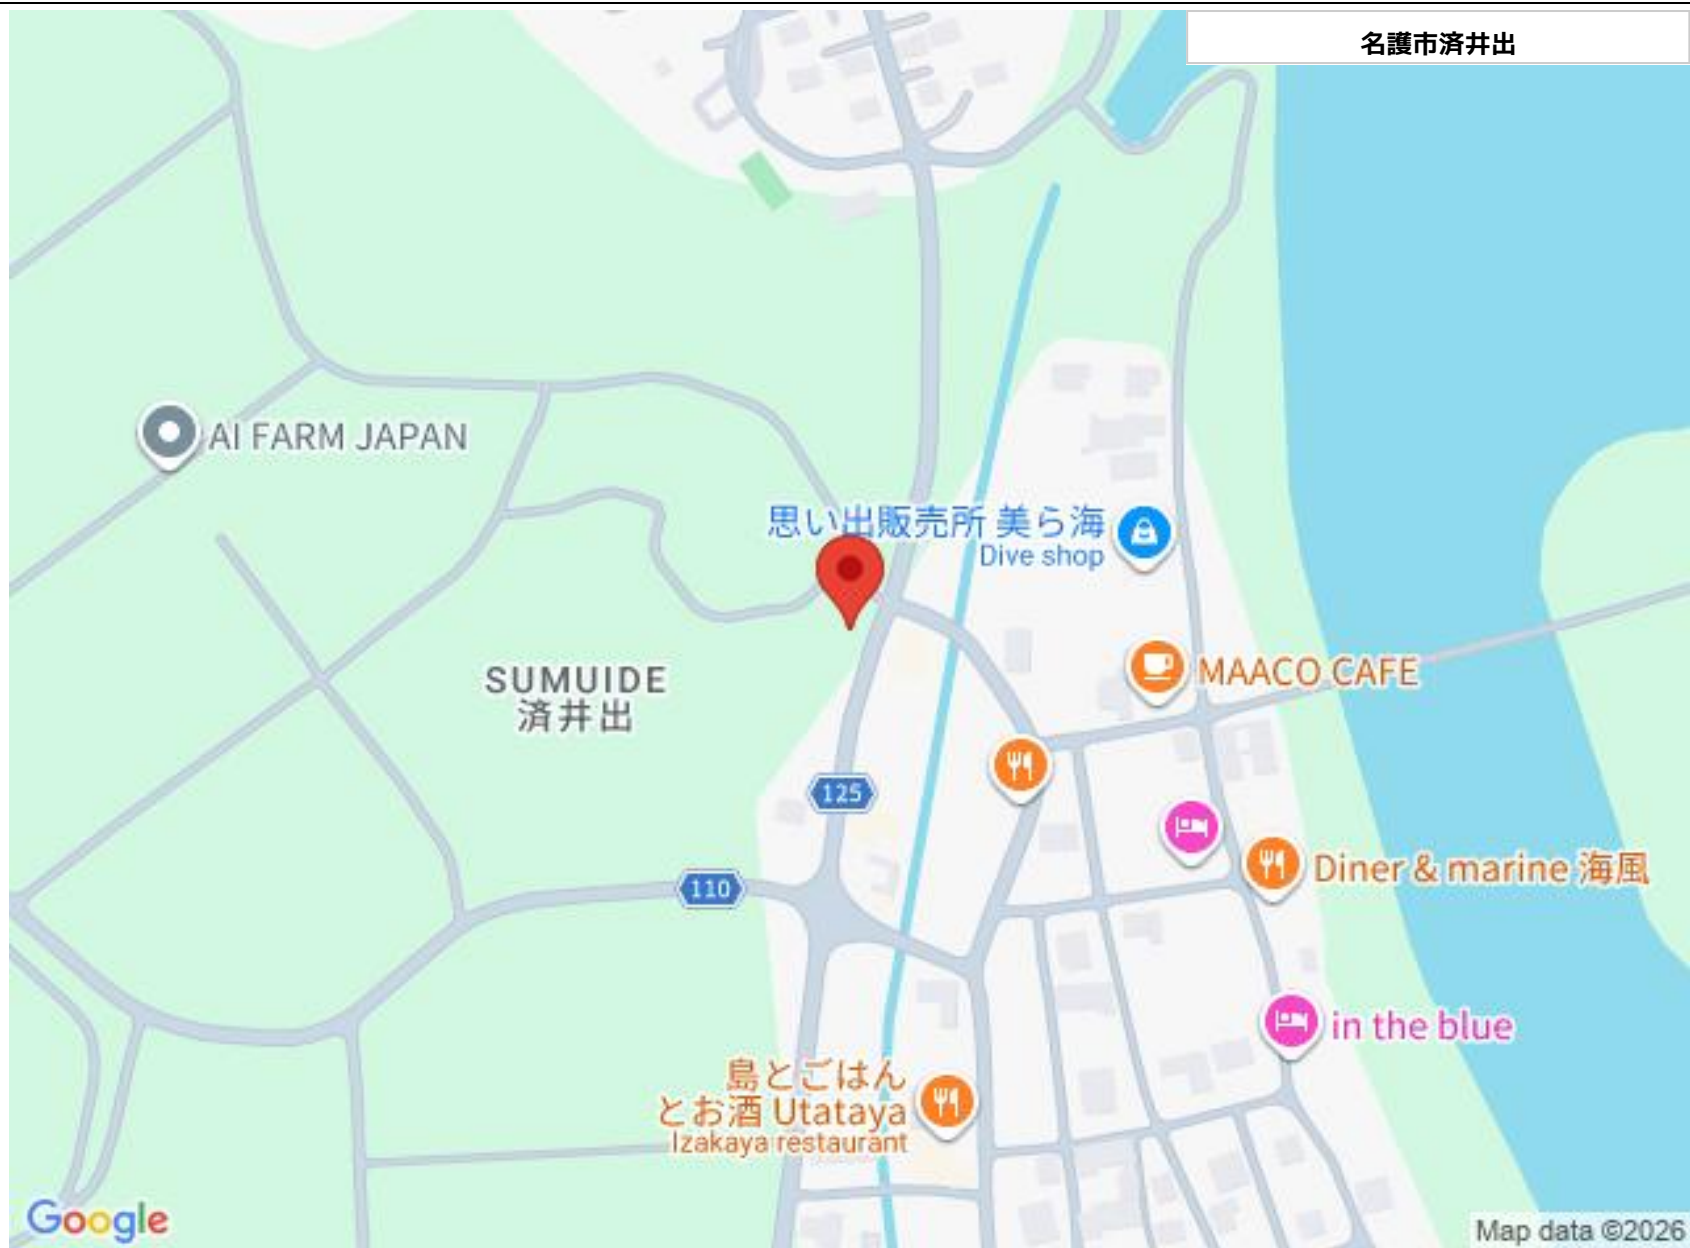 名護市済井出
AI FARM JAPAN
思い出販売所 美ら海
Dive shop
SUMUIDE
済井出
MAACO CAFE
125
110
Diner & marine 海風
in the blue
島とごはん
とお酒 Utataya
Izakaya restaurant
Google
Map data ©2026